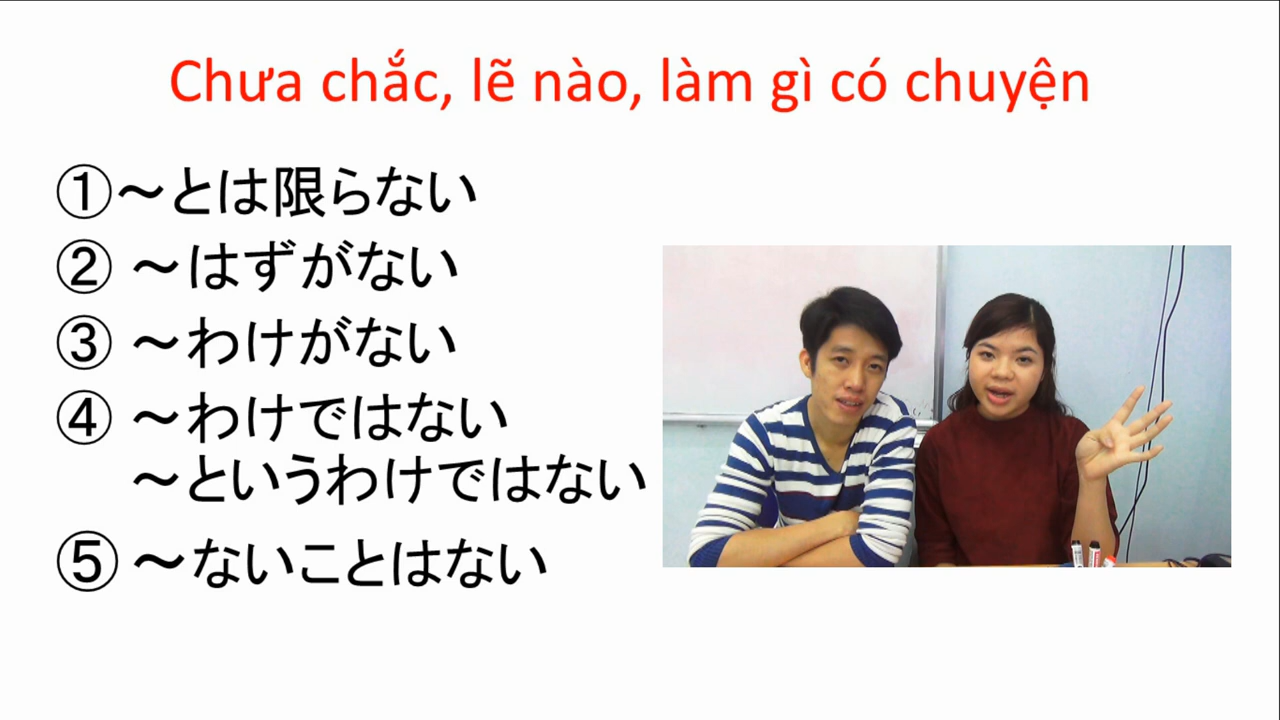 Chưa chắc, lẽ nào, làm gì có chuyện
①～とは限らない
② ～はずがない
③ ～わけがない
④ ～わけではない
～というわけではない
⑤ ～ないことはない